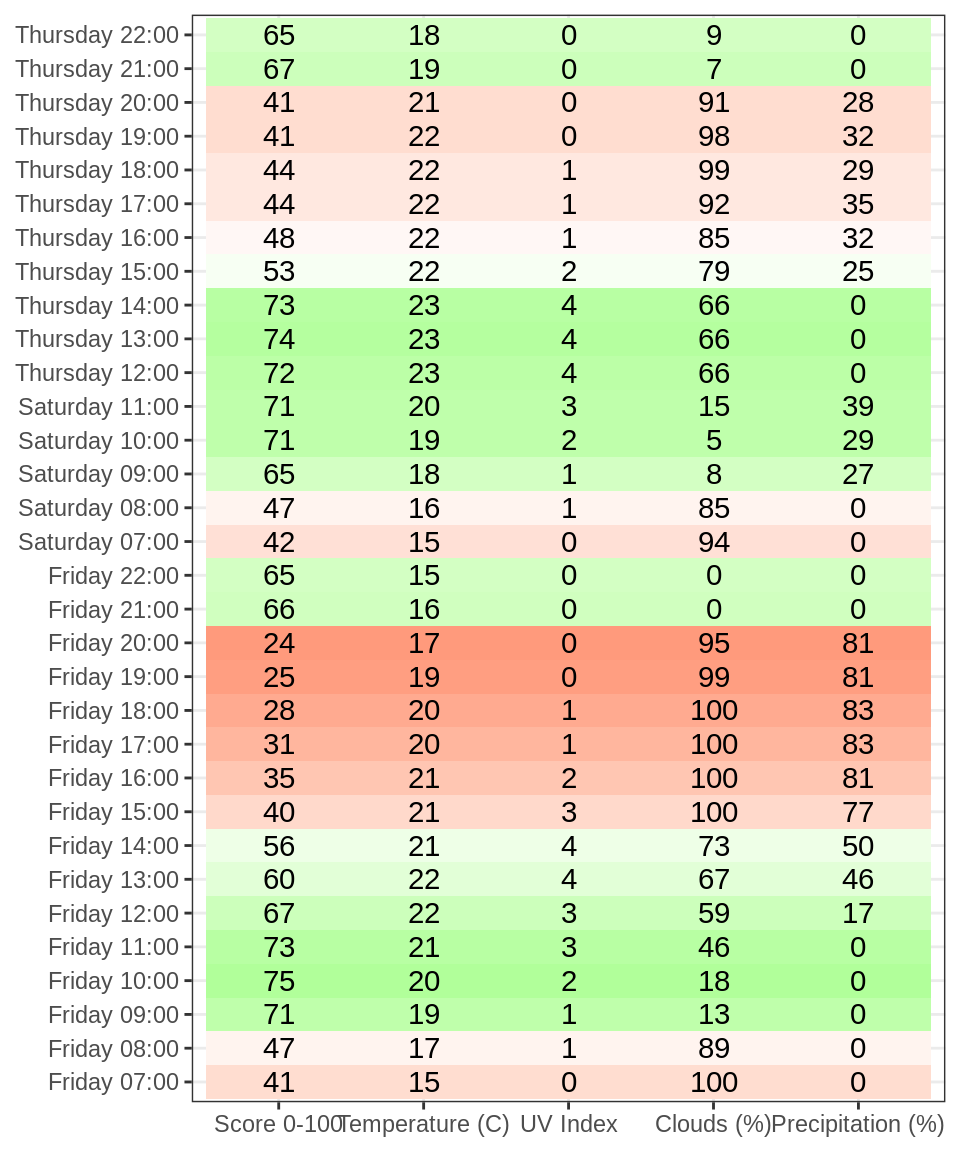 Thursday 22:00 65 18 0 9 0
Thursday 21:00 67 19 0 7 0
Thursday 20:00 41 21 0 91 28
Thursday 19:00 41 22 0 98 32
Thursday 18:00 44 22 1 99 29
Thursday 17:00 44 22 1 92 35
Thursday 16:00 48 22 1 85 32
Thursday 15:00 53 22 2 79 25
Thursday 14:00 73 23 4 66 0
Thursday 13:00 74 23 4 66 0
Thursday 12:00 72 23 4 66 0
Saturday 11:00 71 20 3 15 39
Saturday 10:00 71 19 2 5 29
Saturday 09:00 65 18 1 8 27
Saturday 08:00 47 16 1 85 0
Saturday 07:00 42 15 0 94 0
Friday 22:00 65 15 0 0 0
Friday 21:00 66 16 0 0 0
Friday 20:00 24 17 0 95 81
Friday 19:00 25 19 0 99 81
Friday 18:00 28 20 1 100 83
Friday 17:00 31 20 1 100 83
Friday 16:00 35 21 2 100 81
Friday 15:00 40 21 3 100 77
Friday 14:00 56 21 4 73 50
Friday 13:00 60 22 4 67 46
Friday 12:00 67 22 3 59 17
Friday 11:00 73 21 3 46 0
Friday 10:00 75 20 2 18 0
Friday 09:00 71 19 1 13 0
Friday 08:00 47 17 1 89 0
Friday 07:00 41 15 0 100 0
Score 0-100 Temperature (C) UV Index Clouds (%) Precipitation (%)